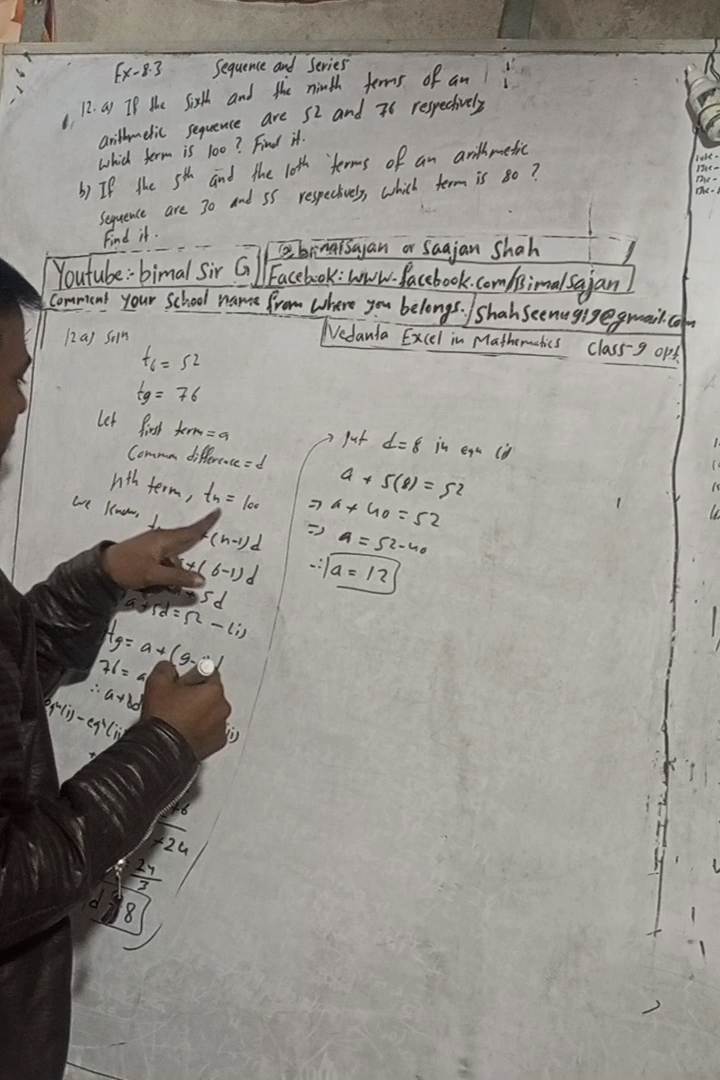 Ex-8.3 Sequence and Series
12. a) If the sixth and the ninth terms of an
arithmetic sequence are 52 and 76 respectively
which term is 100? Find it.
b) If the 5th and the 10th terms of an arithmetic
sequence are 30 and 55 respectively, which term is 80?
Find it.
@bimalsajan or Saajan Shah
Youtube:- bimal Sir G
Facebook: www.facebook.com/Bimalsajan
Comment your School name from where you belongs.
shahseenu919@gmail.com
Vedanta Excel in Mathematics Class-9 opt
12 a) Soln
t6 = 52
t9 = 76
Let first term = a
Common difference = d
nth term, tn = 100
we know,
+(n-1)d
+(6-1)d
+ 5d
a+5d = 52 - (i)
t9 = a + (9-
76 = a
∴ a+8d
eqn(i) - eqn(ii)
+24
24
3
d = 8
put d=8 in eqn (i)
a + 5(8) = 52
⇒ a + 40 = 52
⇒ a = 52-40
∴ a = 12